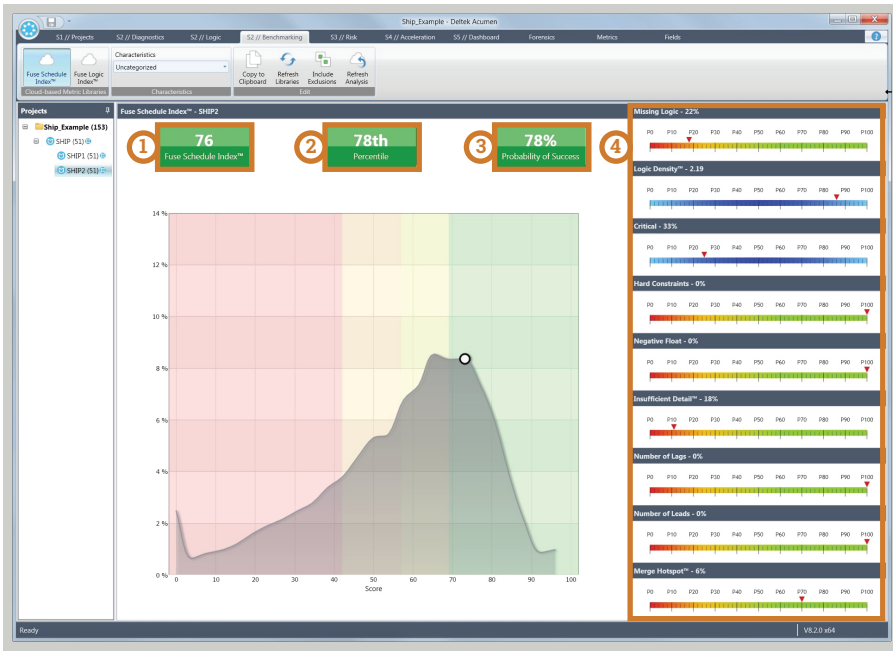 Ship_Example - Deltek Acumen
S1 // Projects S2 // Diagnostics S2 // Logic S2 // Benchmarking S3 // Risk S4 // Acceleration S5 // Dashboard Forensics Metrics Fields
Fuse Schedule Index™
Fuse Logic Index™
Cloud-based Metric Libraries
Characteristics
Uncategorized
Characteristics
Copy to Clipboard
Refresh Libraries
Include Exclusions
Refresh Analysis
Edit
Projects
Ship_Example (153)
SHIP (51)
SHIP1 (51)
SHIP2 (51)
Fuse Schedule Index™ - SHIP2
1
76
Fuse Schedule Index™
2
78th
Percentile
3
78%
Probability of Success
4
14 %
12 %
10 %
8 %
6 %
4 %
2 %
0 %
0 10 20 30 40 50 60 70 80 90 100
Score
Missing Logic - 22%
P0 P10 P20 P30 P40 P50 P60 P70 P80 P90 P100
Logic Density™ - 2.19
P0 P10 P20 P30 P40 P50 P60 P70 P80 P90 P100
Critical - 33%
P0 P10 P20 P30 P40 P50 P60 P70 P80 P90 P100
Hard Constraints - 0%
P0 P10 P20 P30 P40 P50 P60 P70 P80 P90 P100
Negative Float - 0%
P0 P10 P20 P30 P40 P50 P60 P70 P80 P90 P100
Insufficient Detail™ - 18%
P0 P10 P20 P30 P40 P50 P60 P70 P80 P90 P100
Number of Lags - 0%
P0 P10 P20 P30 P40 P50 P60 P70 P80 P90 P100
Number of Leads - 0%
P0 P10 P20 P30 P40 P50 P60 P70 P80 P90 P100
Merge Hotspot™ - 6%
P0 P10 P20 P30 P40 P50 P60 P70 P80 P90 P100
Ready
V8.2.0 x64